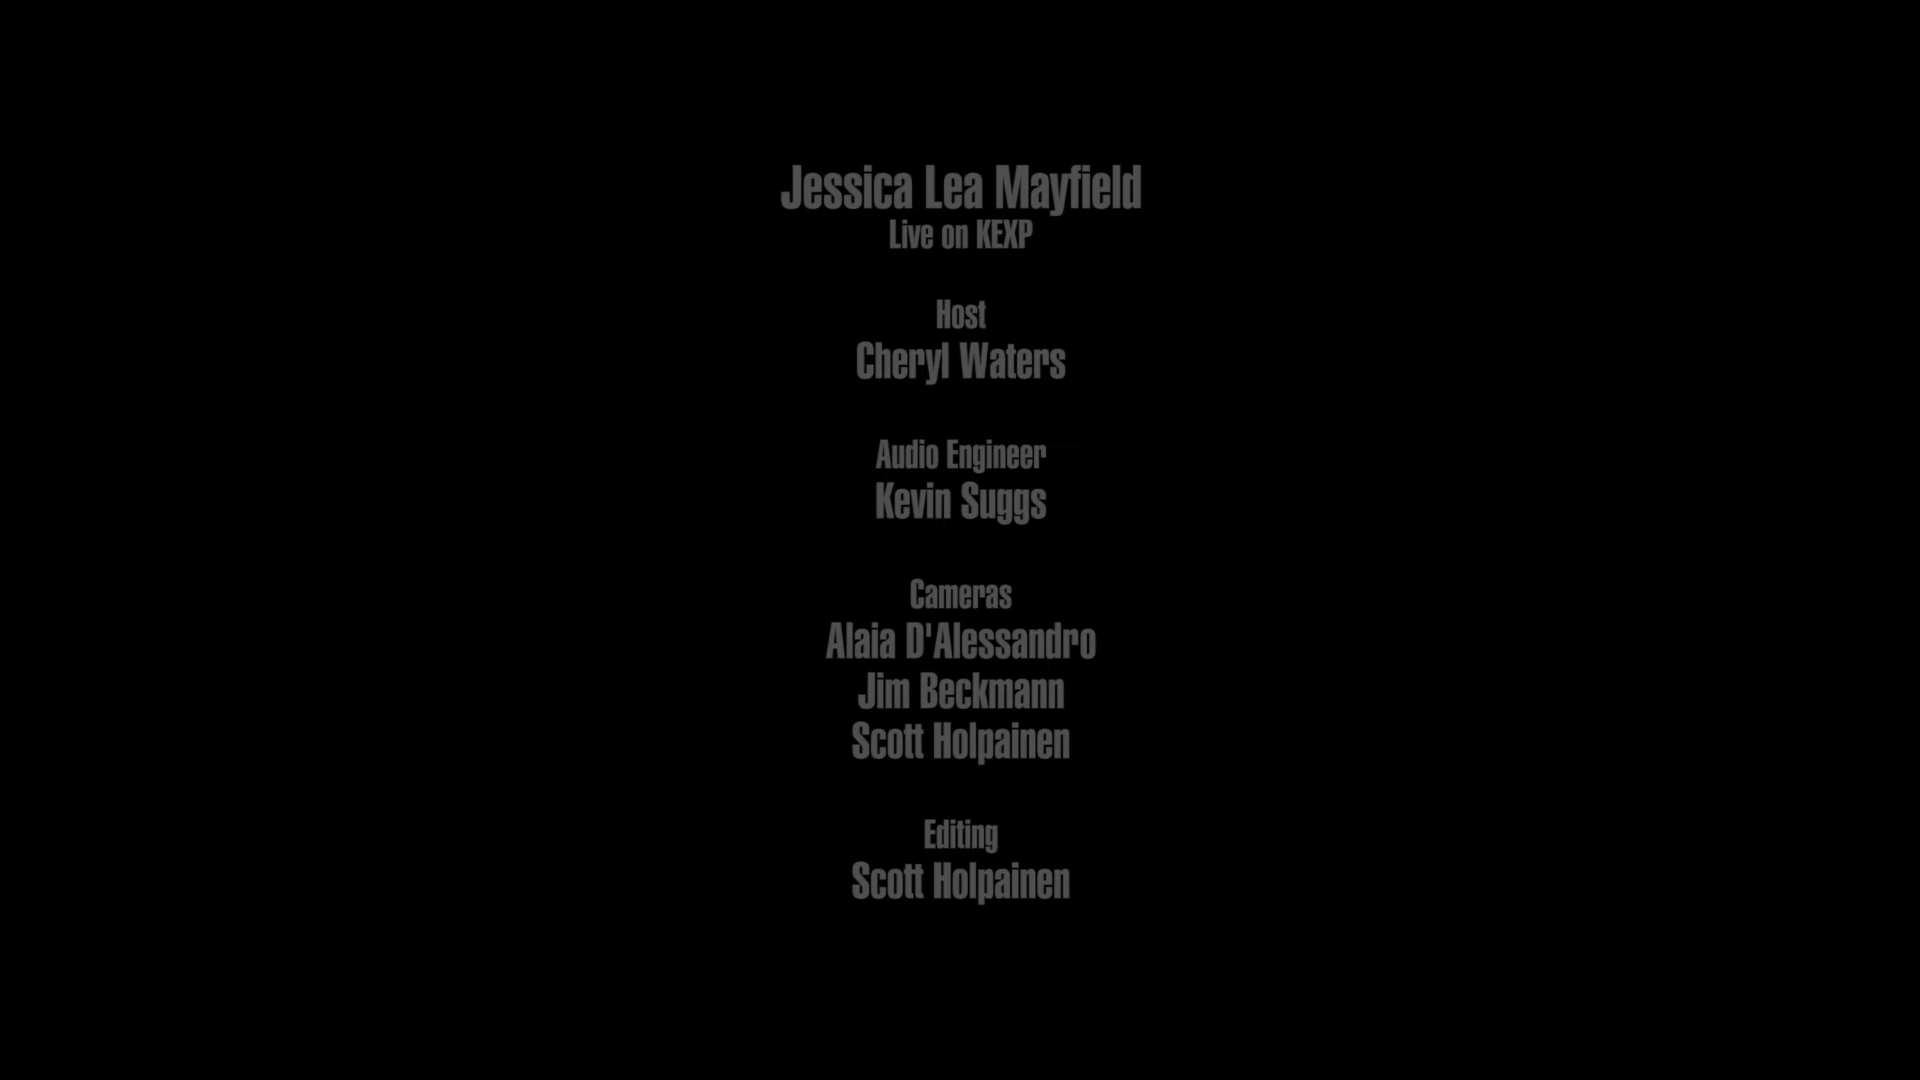 Jessica Lea Mayfield
Live on KEXP
Host
Cheryl Waters
Audio Engineer
Kevin Suggs
Cameras
Alaia D'Alessandro
Jim Beckmann
Scott Holpainen
Editing
Scott Holpainen